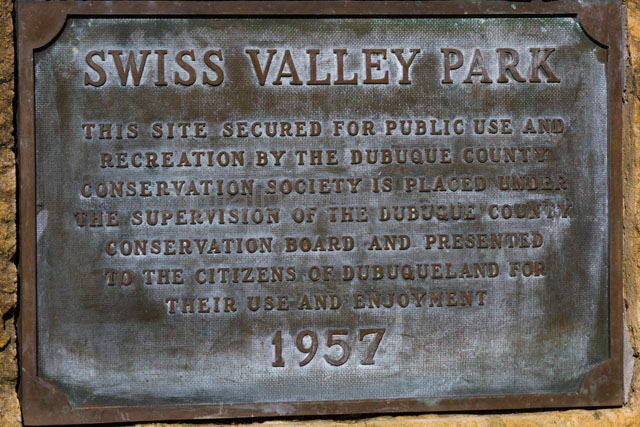 SWISS VALLEY PARK
THIS SITE SECURED FOR PUBLIC USE AND
RECREATION BY THE DUBUQUE COUNTY
CONSERVATION SOCIETY IS PLACED UNDER
THE SUPERVISION OF THE DUBUQUE COUNTY
CONSERVATION BOARD AND PRESENTED
TO THE CITIZENS OF DUBUQUELAND FOR
THEIR USE AND ENJOYMENT
1957